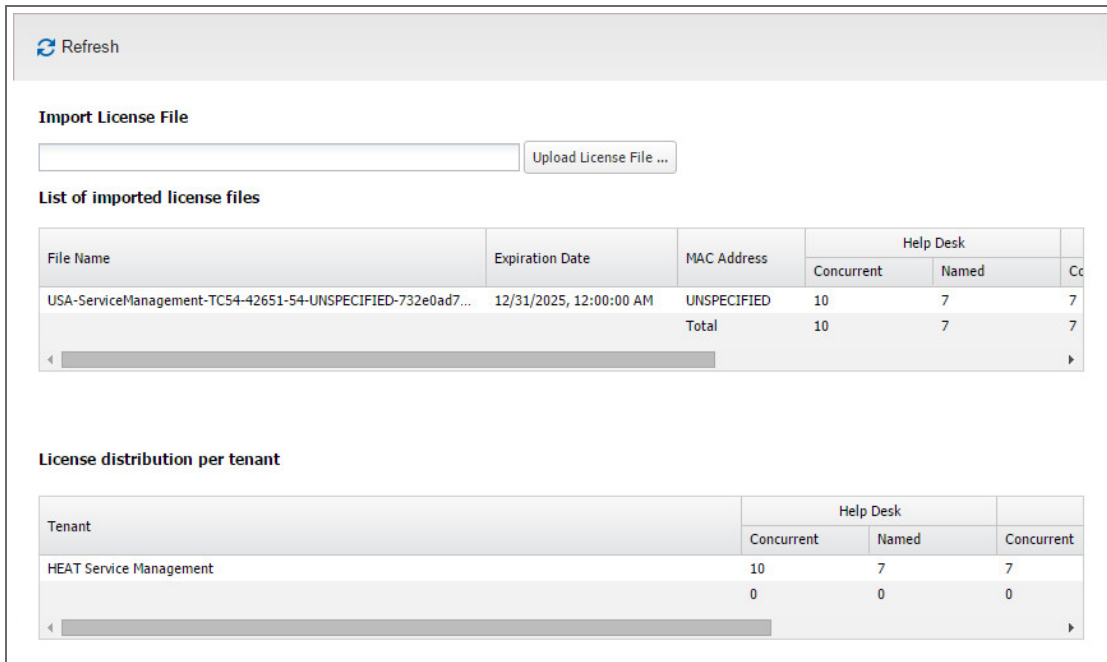 Refresh
Import License File
Upload License File ...
List of imported license files
File Name Expiration Date MAC Address Help Desk
Concurrent Named Co
USA-ServiceManagement-TC54-42651-54-UNSPECIFIED-732e0ad7... 12/31/2025, 12:00:00 AM UNSPECIFIED 10 7 7
Total 10 7 7
License distribution per tenant
Tenant Help Desk
Concurrent Named Concurrent
HEAT Service Management 10 7 7
0 0 0